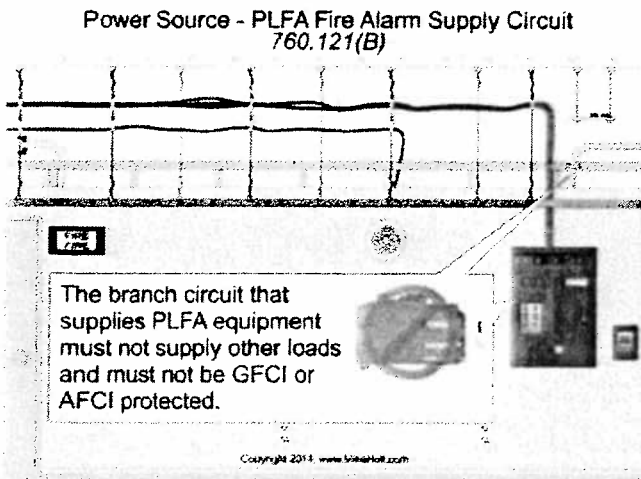 Power Source - PLFA Fire Alarm Supply Circuit
760.121(B)
FIRE
The branch circuit that
supplies PLFA equipment
must not supply other loads
and must not be GFCI or
AFCI protected.
Copyright 2014, www.MikeHolt.com